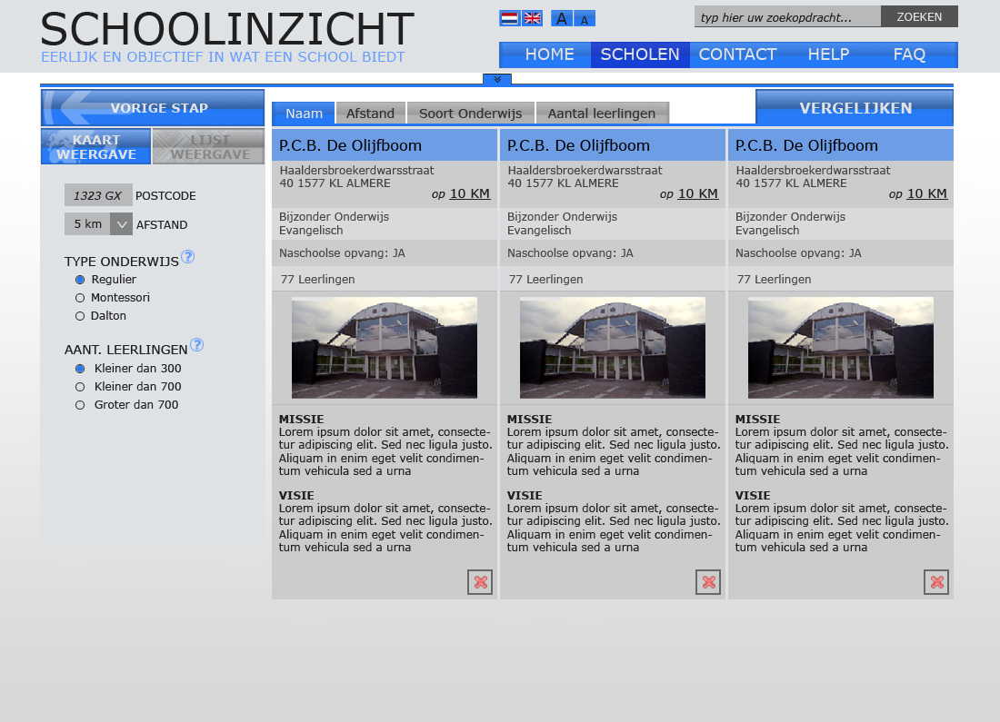 SCHOOLINZICHT
EERLIJK EN OBJECTIEF IN WAT EEN SCHOOL BIEDT
A A
typ hier uw zoekopdracht... ZOEKEN
HOME SCHOLEN CONTACT HELP FAQ
VORIGE STAP
KAART WEERGAVE
LIJST WEERGAVE
1323 GX POSTCODE
5 km AFSTAND
TYPE ONDERWIJS ?
Regulier
Montessori
Dalton
AANT. LEERLINGEN ?
Kleiner dan 300
Kleiner dan 700
Groter dan 700
Naam Afstand Soort Onderwijs Aantal leerlingen
VERGELIJKEN
P.C.B. De Olijfboom
Haaldersbroekerdwarsstraat
40 1577 KL ALMERE
op 10 KM
Bijzonder Onderwijs
Evangelisch
Naschoolse opvang: JA
77 Leerlingen
MISSIE
Lorem ipsum dolor sit amet, consecte-
tur adipiscing elit. Sed nec ligula justo.
Aliquam in enim eget velit condimen-
tum vehicula sed a urna
VISIE
Lorem ipsum dolor sit amet, consecte-
tur adipiscing elit. Sed nec ligula justo.
Aliquam in enim eget velit condimen-
tum vehicula sed a urna
P.C.B. De Olijfboom
Haaldersbroekerdwarsstraat
40 1577 KL ALMERE
op 10 KM
Bijzonder Onderwijs
Evangelisch
Naschoolse opvang: JA
77 Leerlingen
MISSIE
Lorem ipsum dolor sit amet, consecte-
tur adipiscing elit. Sed nec ligula justo.
Aliquam in enim eget velit condimen-
tum vehicula sed a urna
VISIE
Lorem ipsum dolor sit amet, consecte-
tur adipiscing elit. Sed nec ligula justo.
Aliquam in enim eget velit condimen-
tum vehicula sed a urna
P.C.B. De Olijfboom
Haaldersbroekerdwarsstraat
40 1577 KL ALMERE
op 10 KM
Bijzonder Onderwijs
Evangelisch
Naschoolse opvang: JA
77 Leerlingen
MISSIE
Lorem ipsum dolor sit amet, consecte-
tur adipiscing elit. Sed nec ligula justo.
Aliquam in enim eget velit condimen-
tum vehicula sed a urna
VISIE
Lorem ipsum dolor sit amet, consecte-
tur adipiscing elit. Sed nec ligula justo.
Aliquam in enim eget velit condimen-
tum vehicula sed a urna